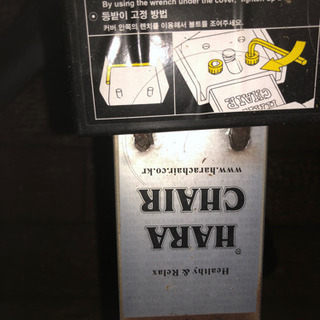 By using the wrench under the cover,
● 등받이 고정 방법
커버 안쪽의 렌치를 이용해서 볼트를 조여주세요.
HARA
CHAIR
Healthy & Relax
HARA®
CHAIR
www.harachair.co.kr